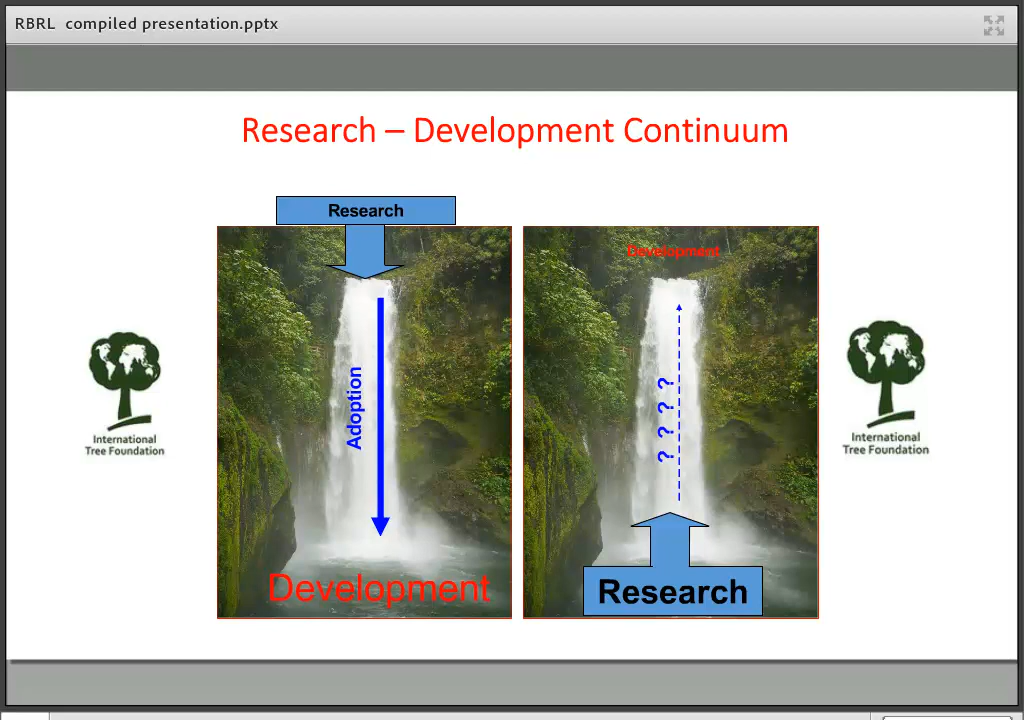 RBRL compiled presentation.pptx
Research – Development Continuum
Research
Adoption
Development
Development
? ? ? ?
Research
International
Tree Foundation
International
Tree Foundation